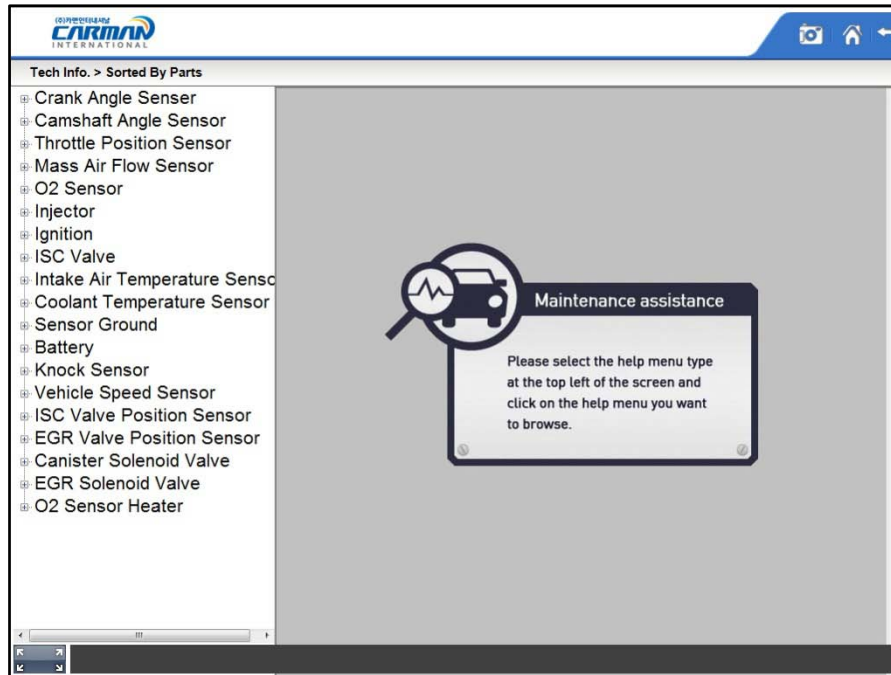 (주)카맨인터내샤날
CARMAN
INTERNATIONAL
Tech Info. > Sorted By Parts
Crank Angle Senser
Camshaft Angle Sensor
Throttle Position Sensor
Mass Air Flow Sensor
O2 Sensor
Injector
Ignition
ISC Valve
Intake Air Temperature Senso
Coolant Temperature Sensor
Sensor Ground
Battery
Knock Sensor
Vehicle Speed Sensor
ISC Valve Position Sensor
EGR Valve Position Sensor
Canister Solenoid Valve
EGR Solenoid Valve
O2 Sensor Heater
Maintenance assistance
Please select the help menu type
at the top left of the screen and
click on the help menu you want
to browse.